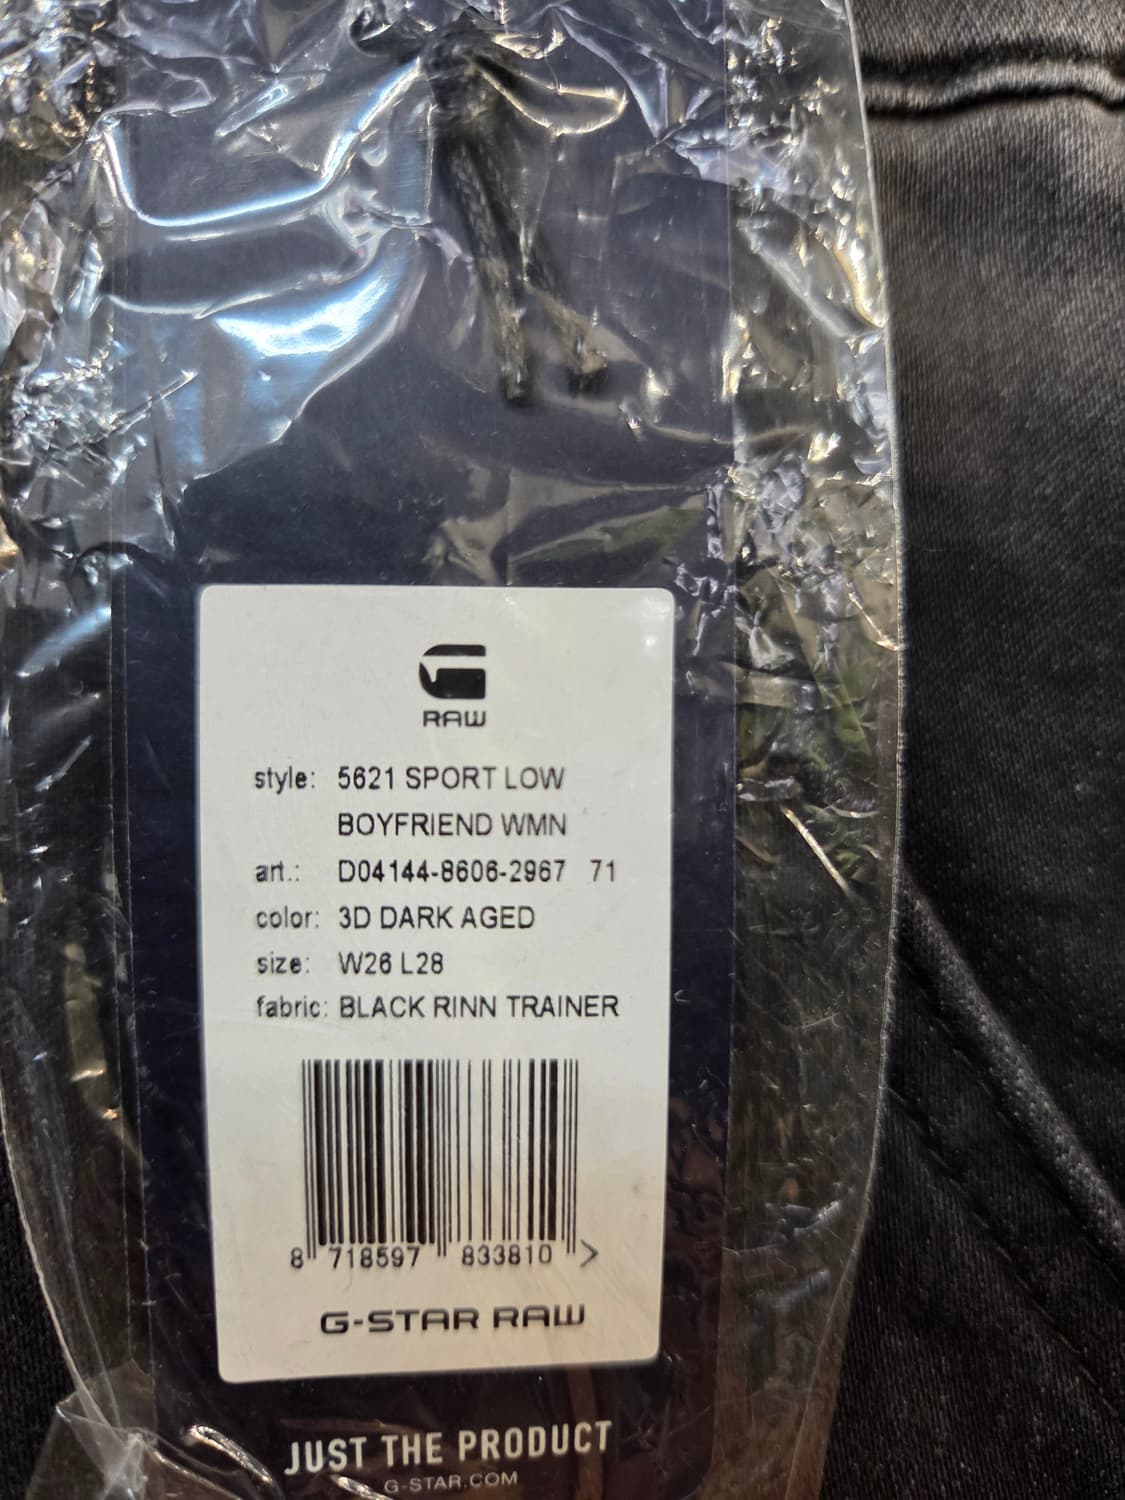 RAW
style: 5621 SPORT LOW
BOYFRIEND WMN
art.: D04144-8606-2967 71
color: 3D DARK AGED
size: W26 L28
fabric: BLACK RINN TRAINER
8 718597 833810 >
G-STAR RAW
JUST THE PRODUCT
G-STAR.COM